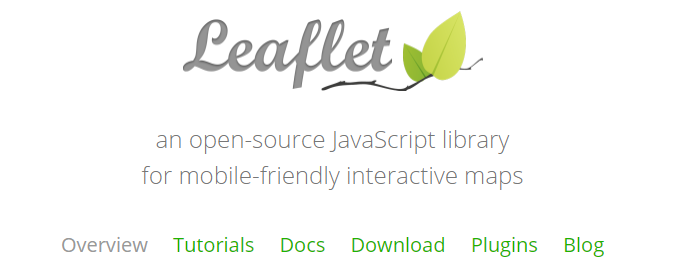 Leaflet
an open-source JavaScript library
for mobile-friendly interactive maps
Overview Tutorials Docs Download Plugins Blog